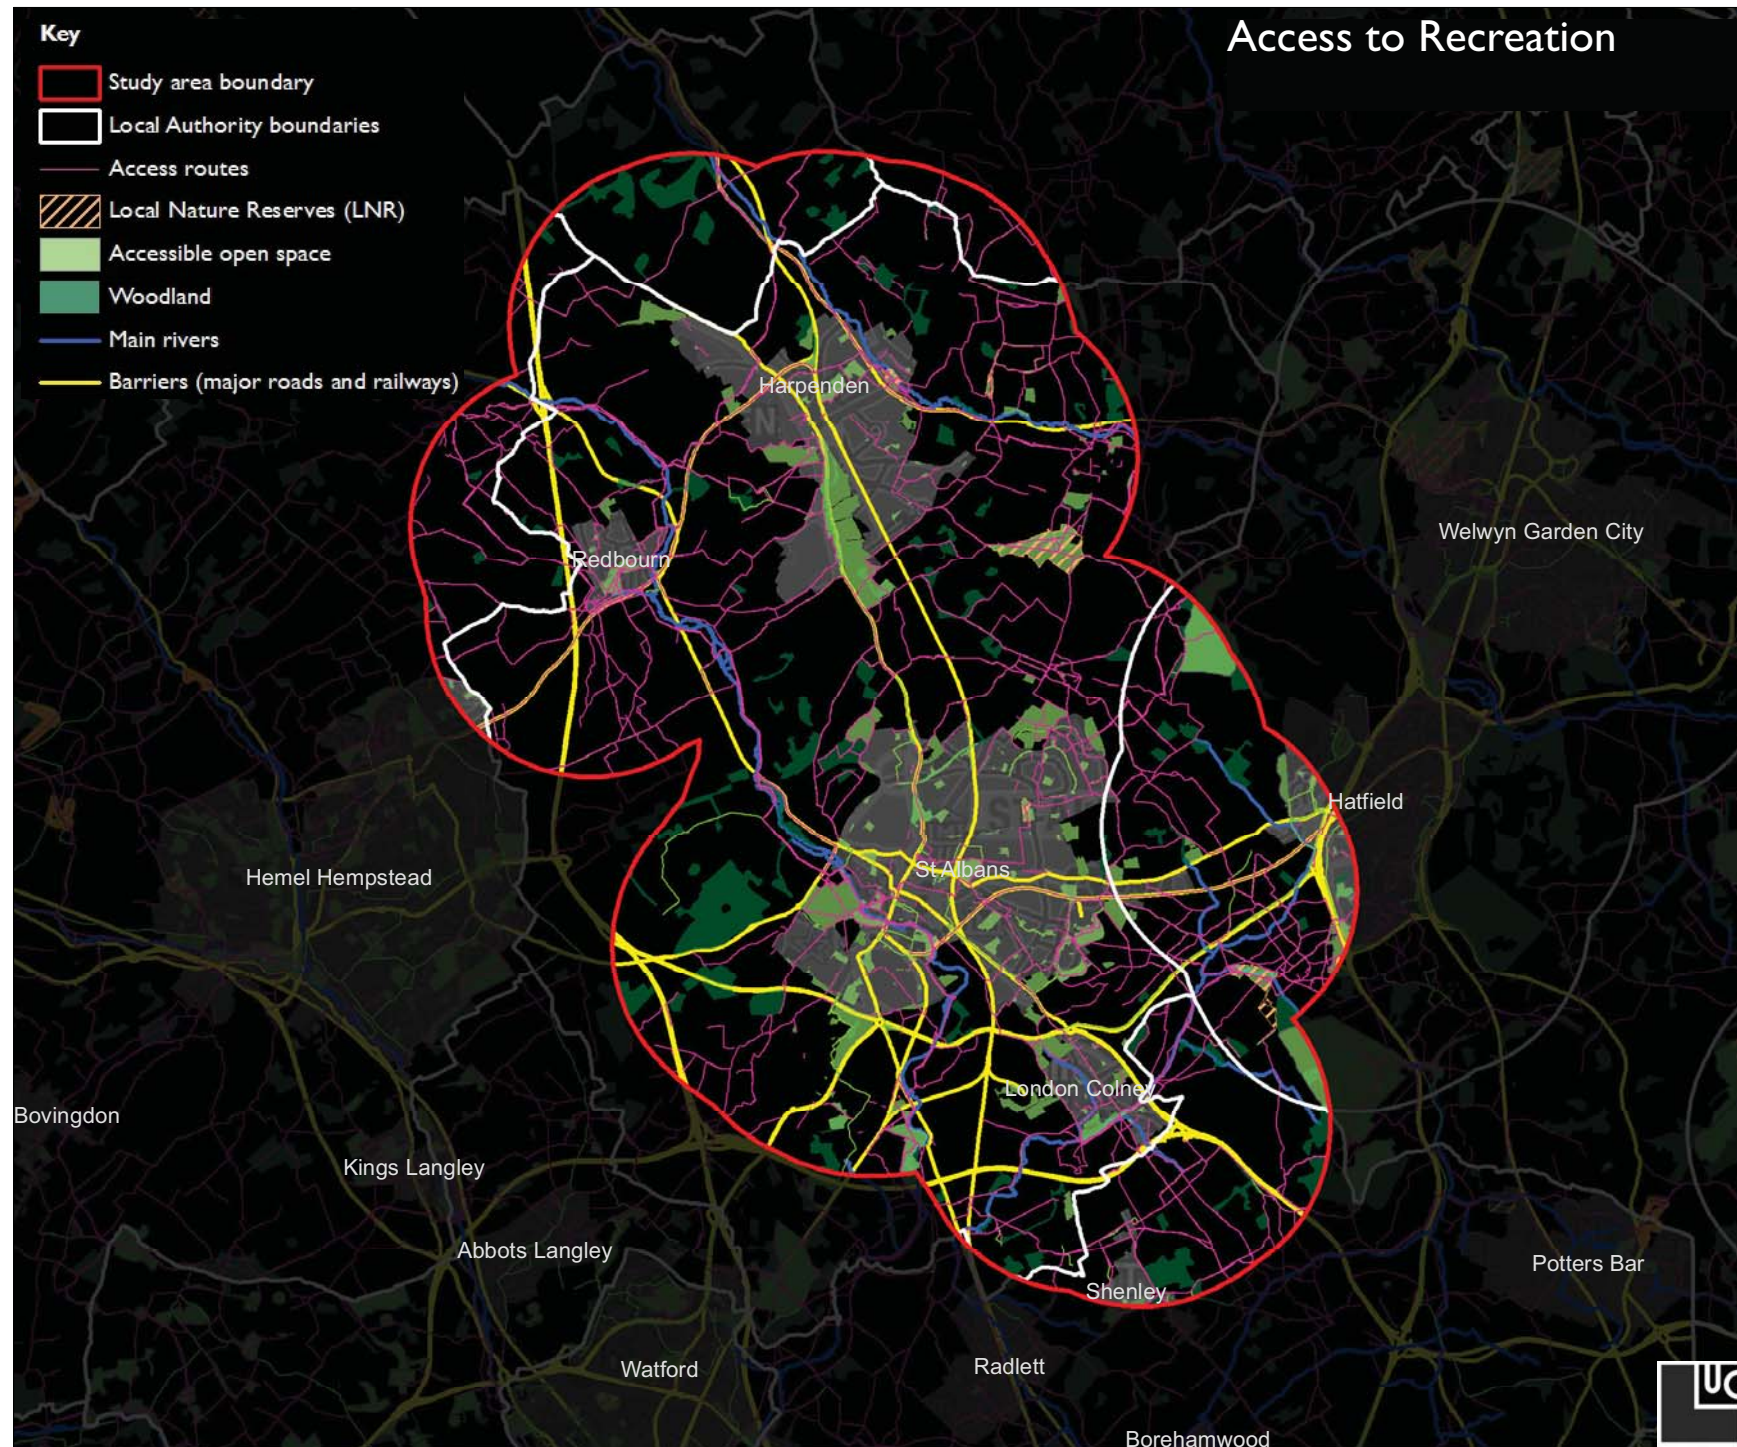 Access to Recreation
Key
Study area boundary
Local Authority boundaries
Access routes
Local Nature Reserves (LNR)
Accessible open space
Woodland
Main rivers
Barriers (major roads and railways)
Harpenden
Welwyn Garden City
Redbourn
Hatfield
St Albans
Hemel Hempstead
London Colney
Bovingdon
Kings Langley
Abbots Langley
Potters Bar
Shenley
Watford
Radlett
Borehamwood